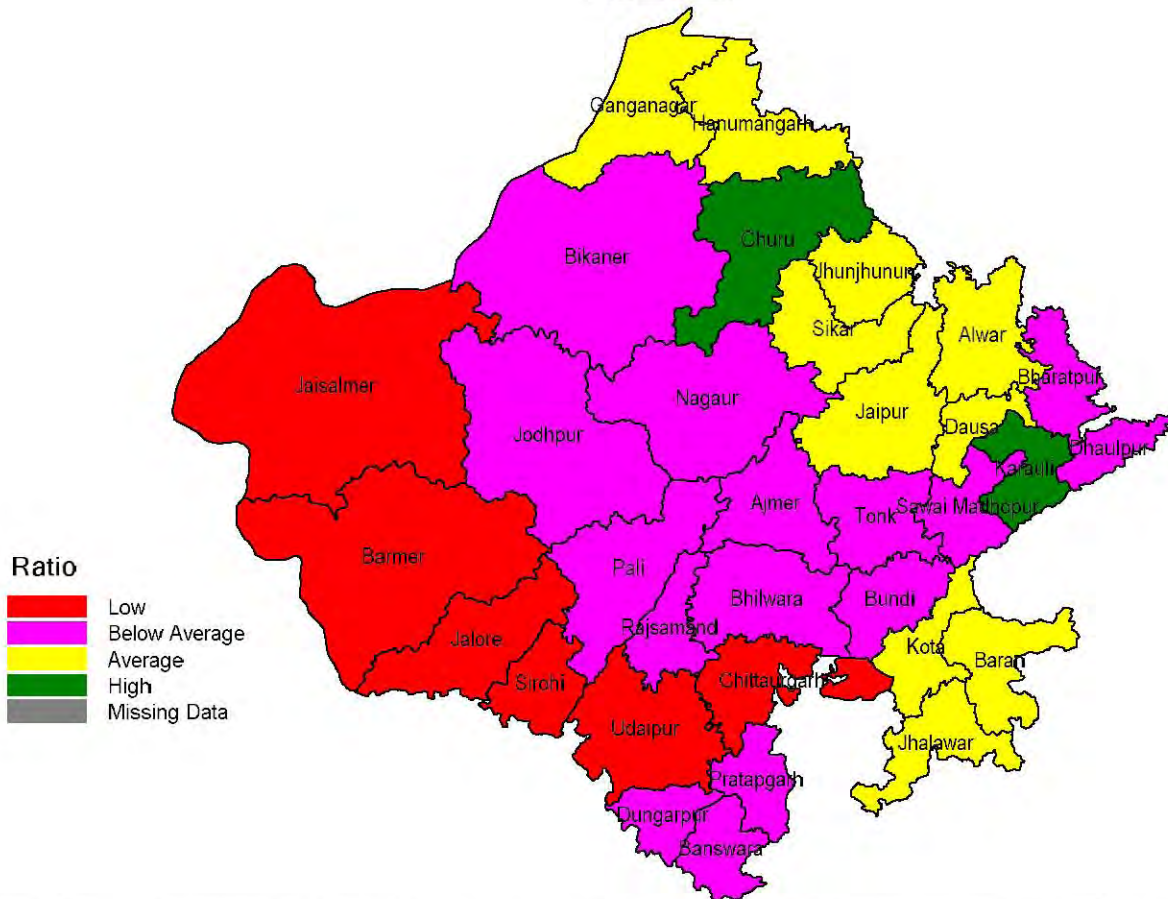 Ganganagar
Hanumangarh
Churu
Bikaner
Jhunjhunun
Sikar
Alwar
Jaisalmer
Nagaur
Bharatpur
Jaipur
Jodhpur
Dausa
Dhaulpur
Karauli
Ajmer
Tonk
Sawai Madhopur
Barmer
Pali
Bhilwara
Bundi
Rajsamand
Jalore
Kota
Baran
Sirohi
Chittaurgarh
Udaipur
Jhalawar
Pratapgarh
Dungarpur
Banswara
Ratio
Low
Below Average
Average
High
Missing Data